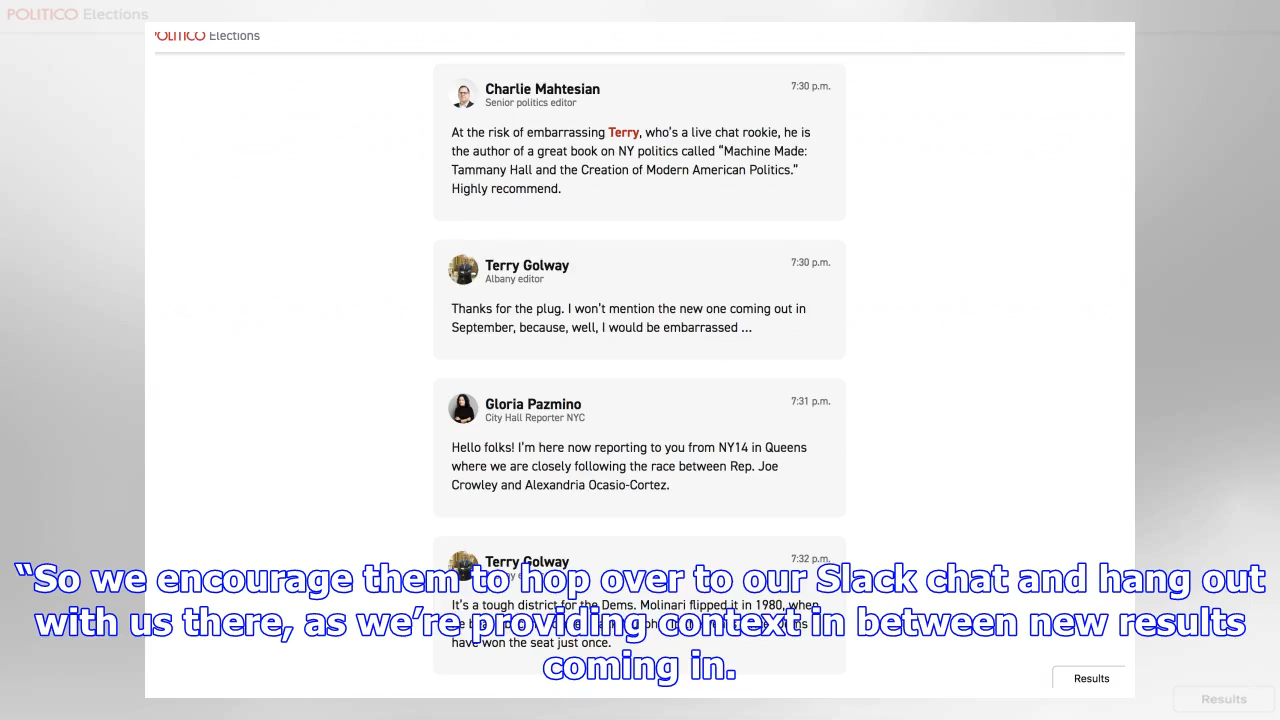 POLITICO Elections
POLITICO Elections
Charlie Mahtesian
7:30 p.m.
Senior politics editor
At the risk of embarrassing Terry, who's a live chat rookie, he is
the author of a great book on NY politics called “Machine Made:
Tammany Hall and the Creation of Modern American Politics.”
Highly recommend.
Terry Golway
7:30 p.m.
Albany editor
Thanks for the plug. I won't mention the new one coming out in
September, because, well, I would be embarrassed ...
Gloria Pazmino
7:31 p.m.
City Hall Reporter NYC
Hello folks! I'm here now reporting to you from NY14 in Queens
where we are closely following the race between Rep. Joe
Crowley and Alexandria Ocasio-Cortez.
Terry Golway
7:32 p.m.
It's a tough district for the Dems. Molinari flipped it in 1980, when
have won the seat just once.
“So we encourage them to hop over to our Slack chat and hang out
with us there, as we're providing context in between new results
coming in.
Results
Results